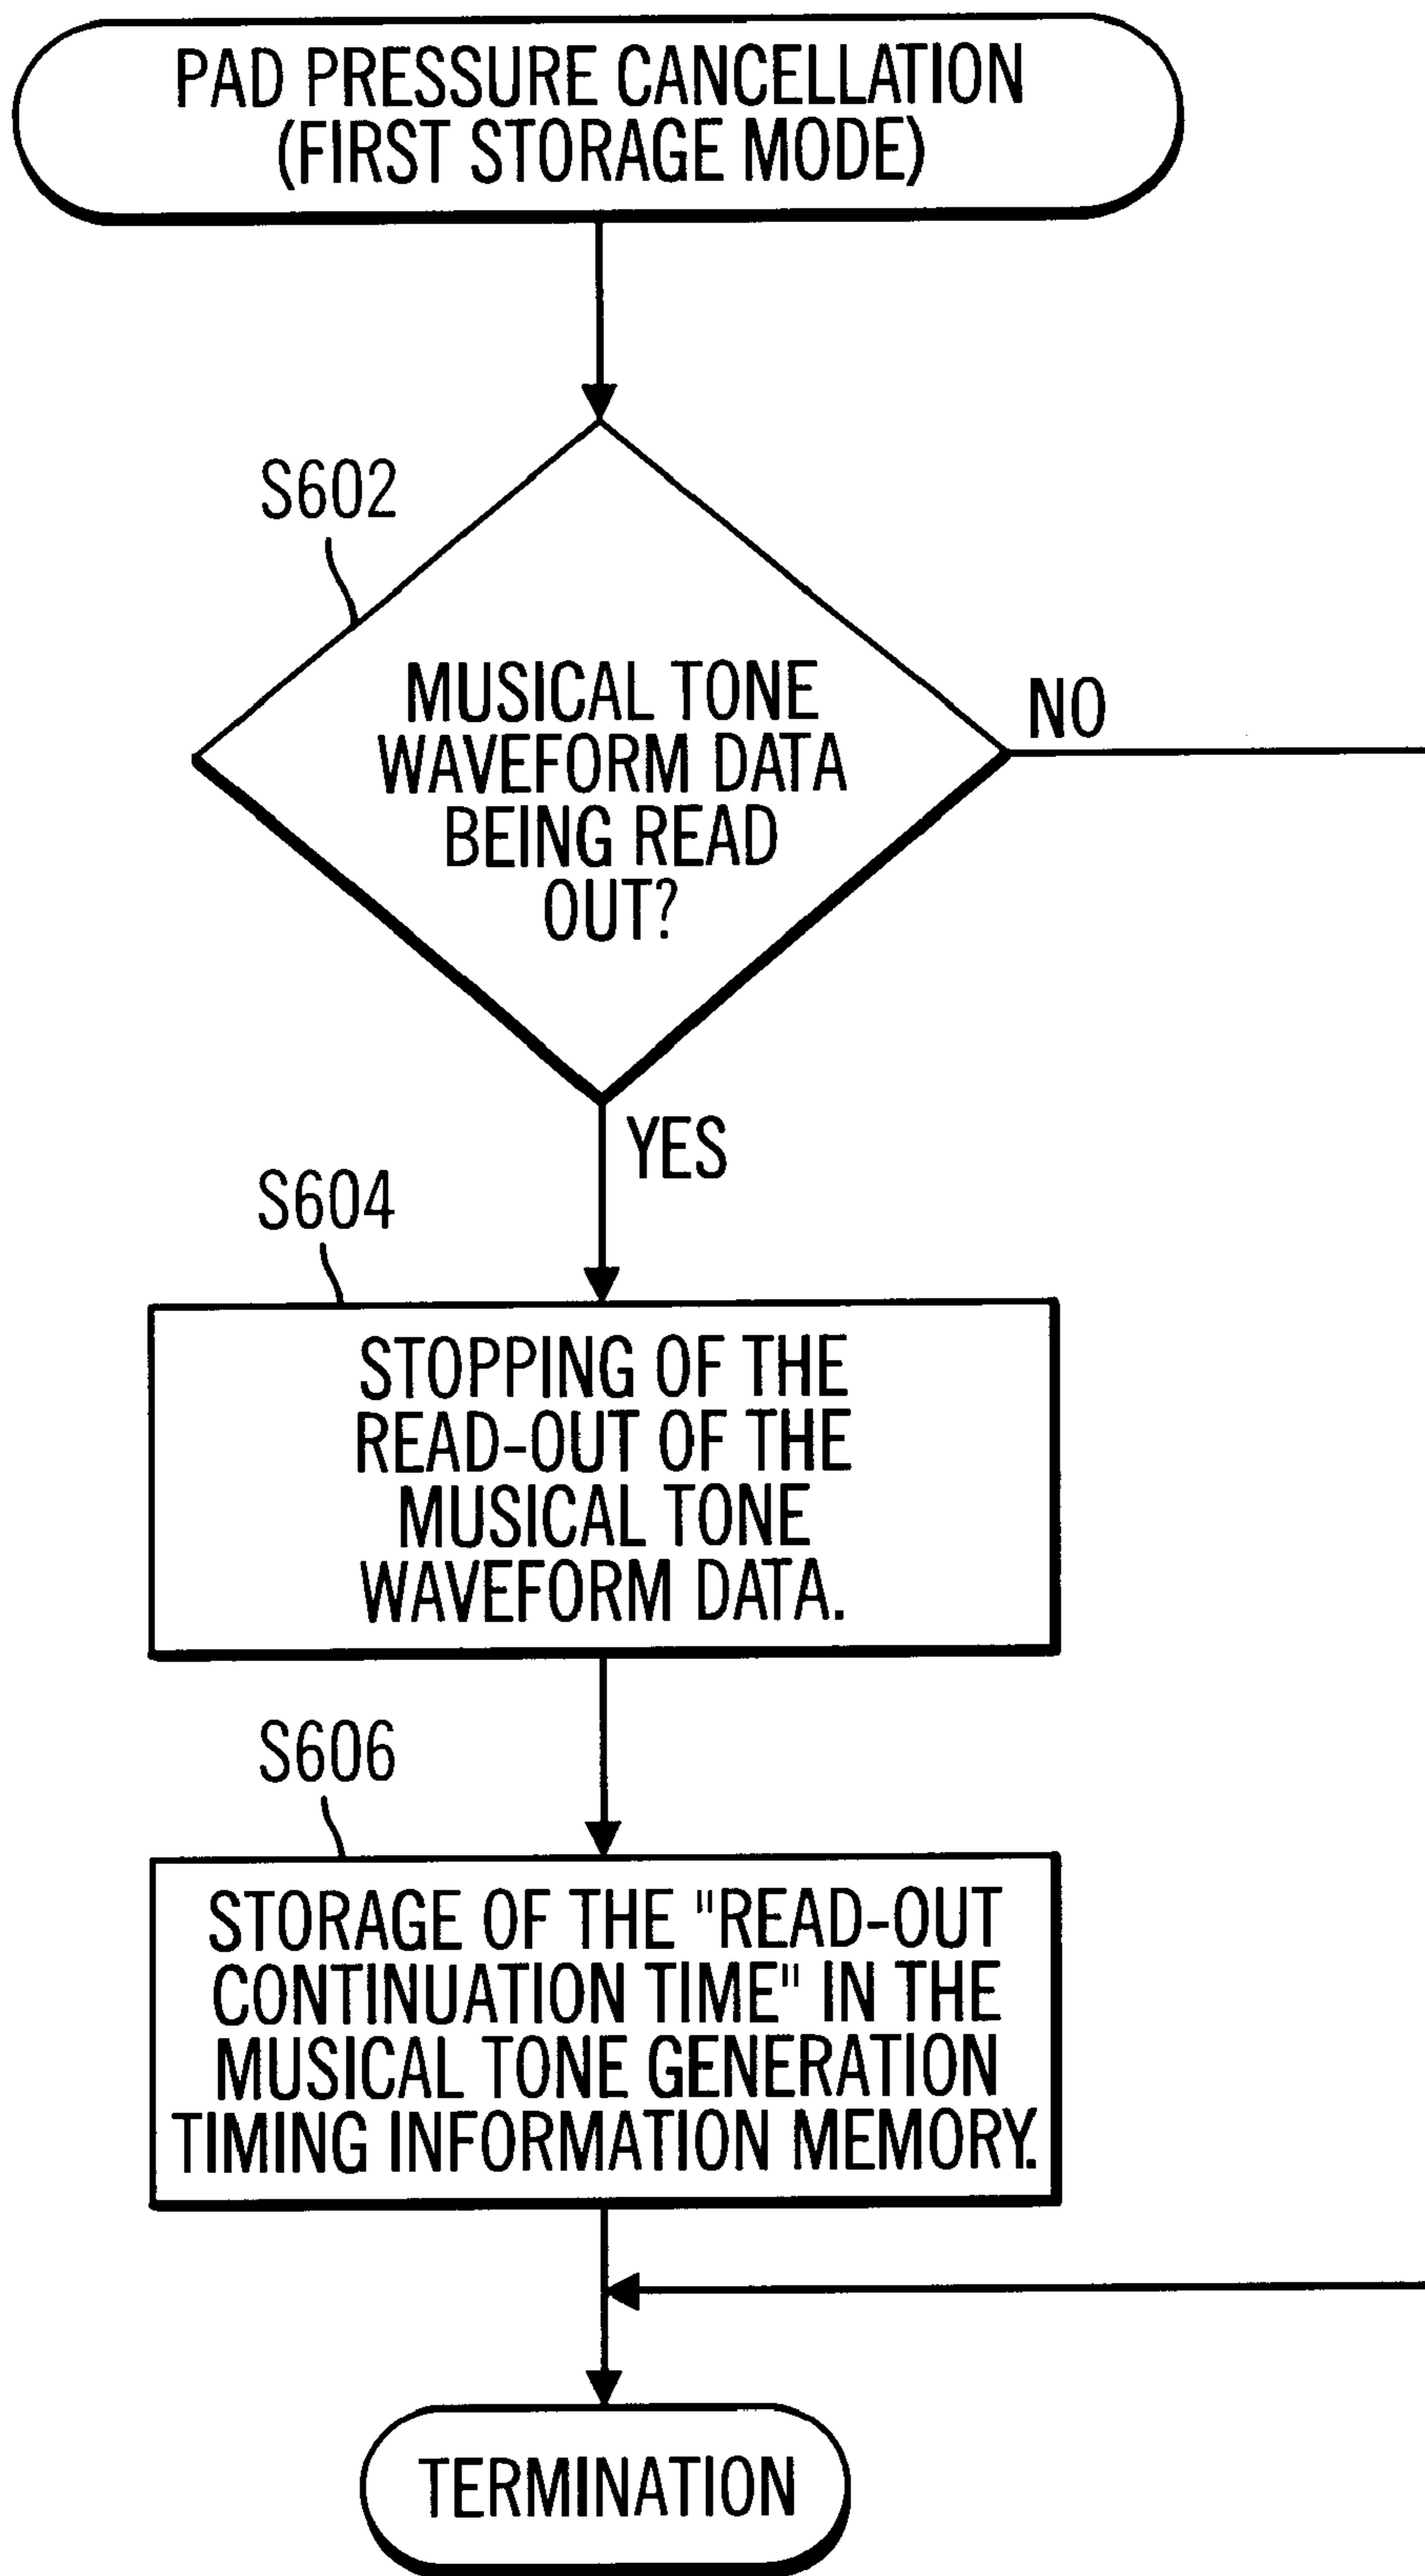 PAD PRESSURE CANCELLATION
(FIRST STORAGE MODE)
S602
MUSICAL TONE
WAVEFORM DATA
BEING READ
OUT?
NO
YES
S604
STOPPING OF THE
READ-OUT OF THE
MUSICAL TONE
WAVEFORM DATA.
S606
STORAGE OF THE "READ-OUT
CONTINUATION TIME" IN THE
MUSICAL TONE GENERATION
TIMING INFORMATION MEMORY.
TERMINATION